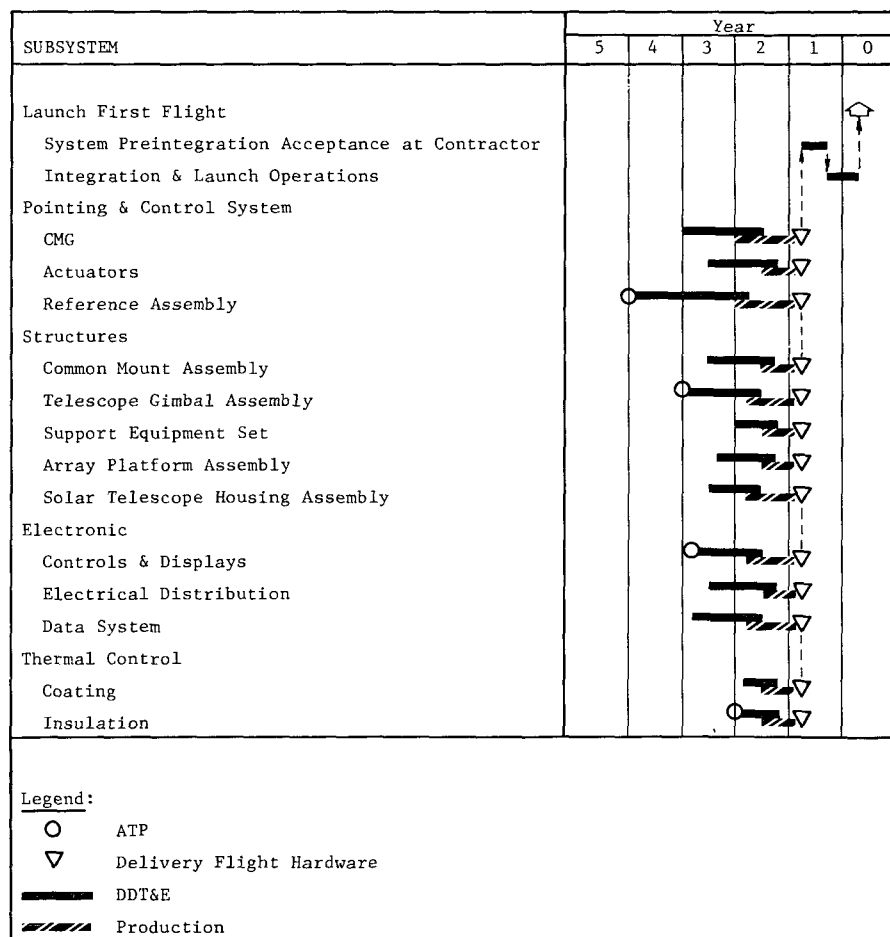 Year
SUBSYSTEM 5 4 3 2 1 0
Launch First Flight
System Preintegration Acceptance at Contractor
Integration & Launch Operations
Pointing & Control System
CMG
Actuators
Reference Assembly
Structures
Common Mount Assembly
Telescope Gimbal Assembly
Support Equipment Set
Array Platform Assembly
Solar Telescope Housing Assembly
Electronic
Controls & Displays
Electrical Distribution
Data System
Thermal Control
Coating
Insulation
Legend:
ATP
Delivery Flight Hardware
DDT&E
Production